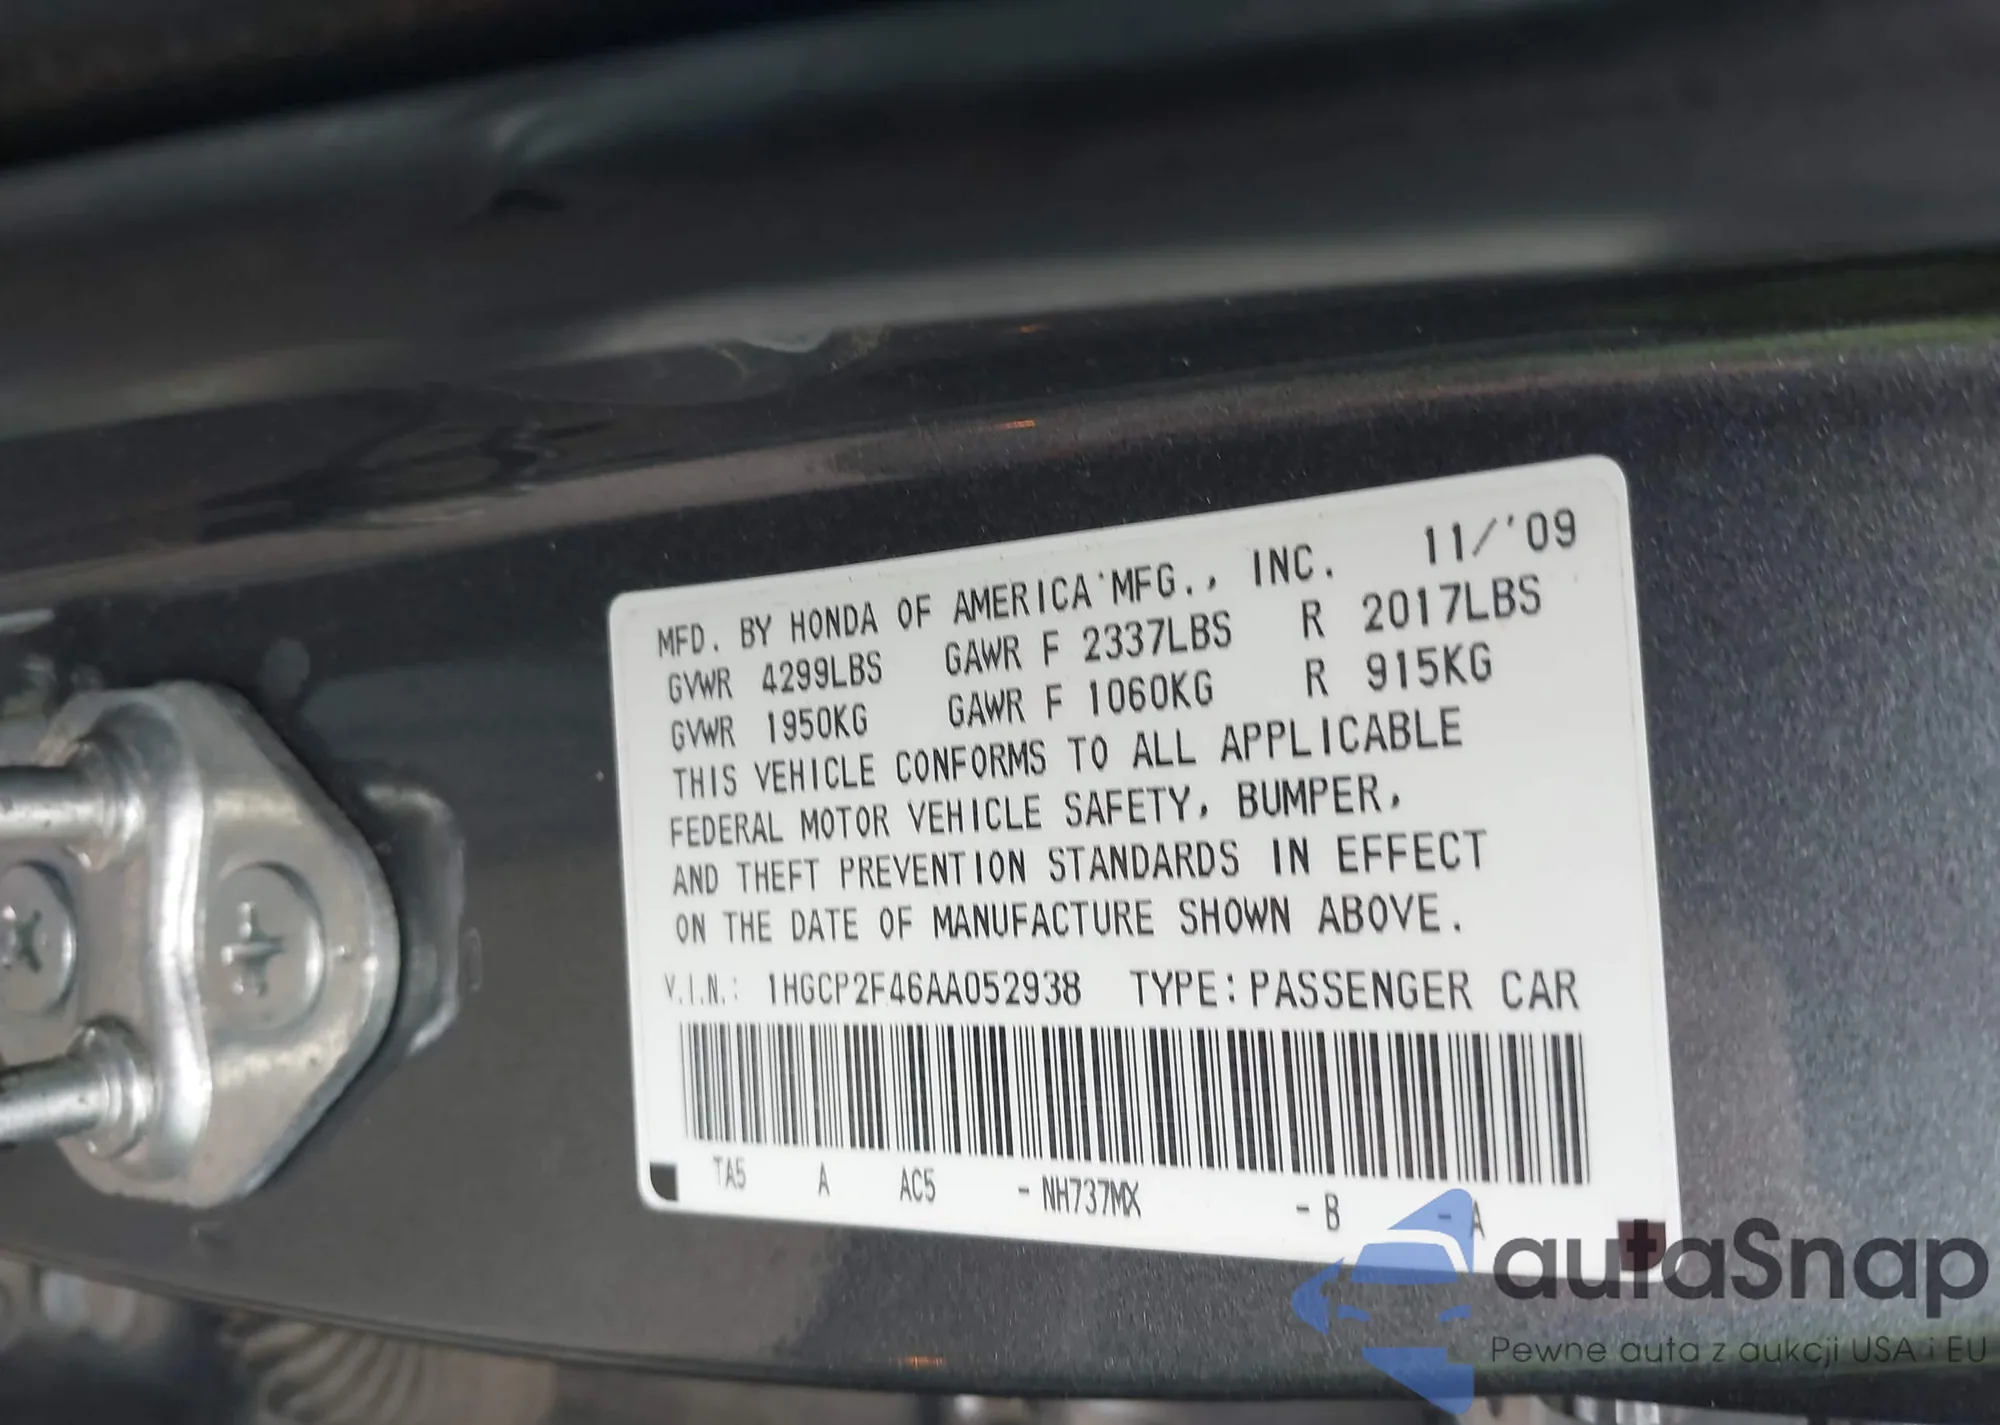 MFD. BY HONDA OF AMERICA MFG., INC. 11/'09
GVWR 4299LBS GAWR F 2337LBS R 2017LBS
GVWR 1950KG GAWR F 1060KG R 915KG
THIS VEHICLE CONFORMS TO ALL APPLICABLE
FEDERAL MOTOR VEHICLE SAFETY, BUMPER,
AND THEFT PREVENTION STANDARDS IN EFFECT
ON THE DATE OF MANUFACTURE SHOWN ABOVE.
V.I.N.: 1HGCP2F46AA052938 TYPE: PASSENGER CAR
TA5 A AC5 - NH737MX - B - A
autaSnap
Pewne auta z aukcji USA i EU